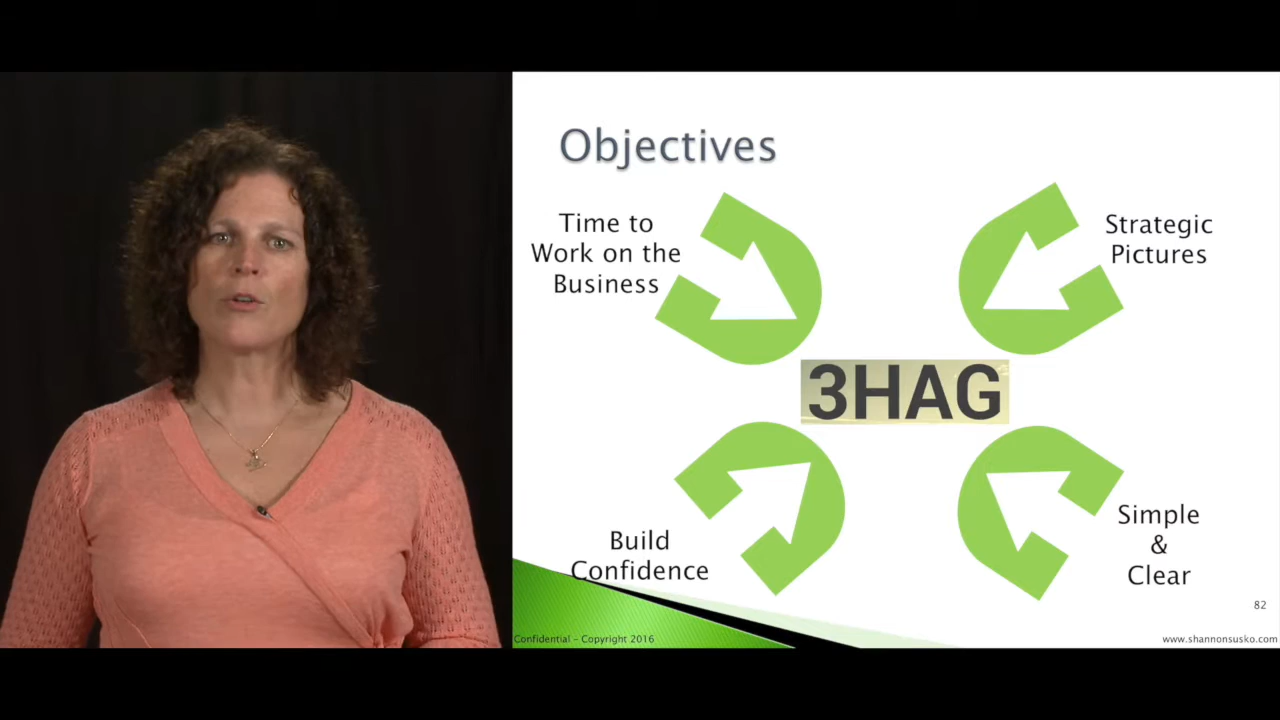 Objectives
Time to
Work on the
Business
Strategic
Pictures
3HAG
Build
Confidence
Simple
&
Clear
82
Confidential - Copyright 2016
www.shannonsusko.com